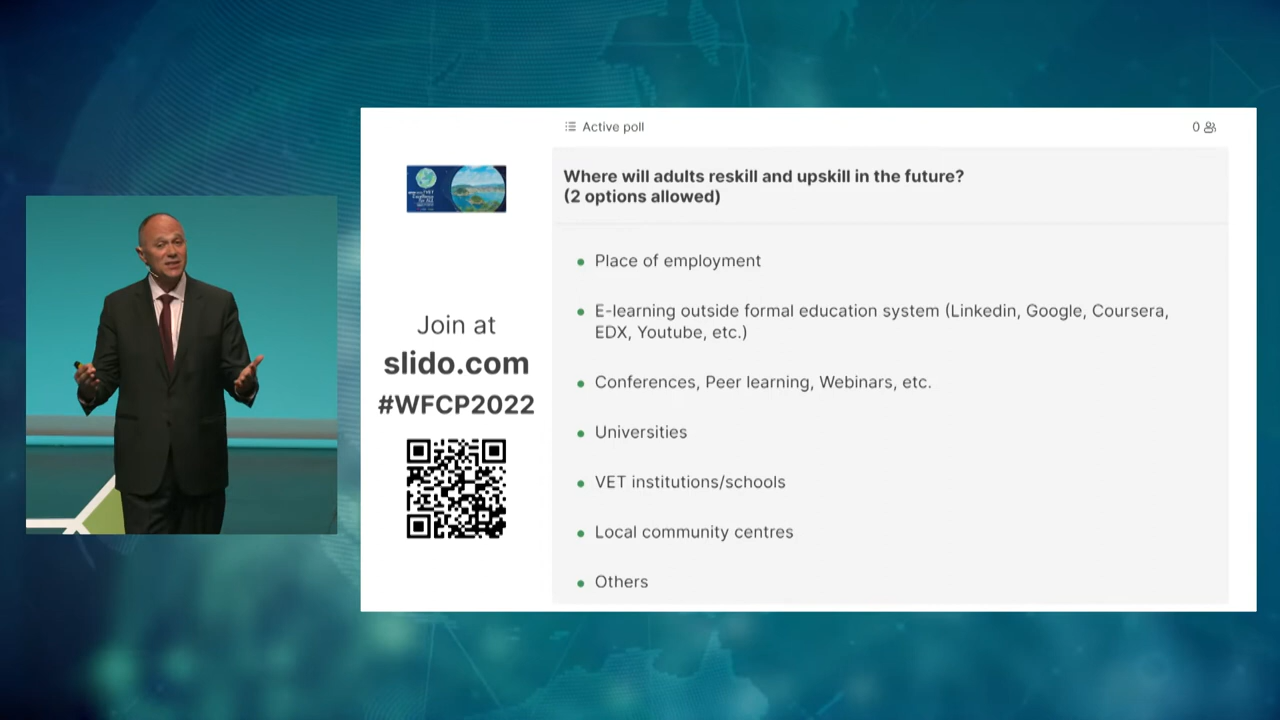 Active poll
0
Where will adults reskill and upskill in the future?
(2 options allowed)
Join at
slido.com
#WFCP2022
Place of employment
E-learning outside formal education system (Linkedin, Google, Coursera,
EDX, Youtube, etc.)
Conferences, Peer learning, Webinars, etc.
Universities
VET institutions/schools
Local community centres
Others